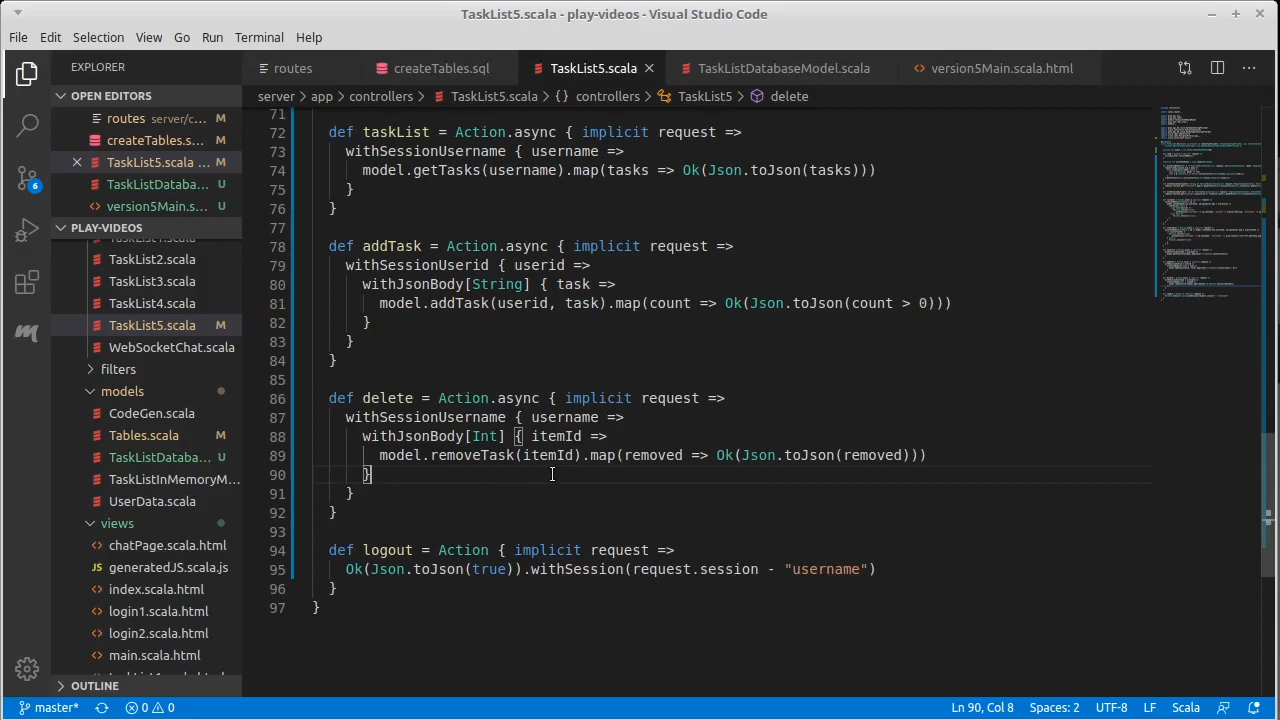 TaskList5.scala - play-videos - Visual Studio Code
File Edit Selection View Go Run Terminal Help
EXPLORER
routes
createTables.sql
TaskList5.scala
TaskListDatabaseModel.scala
version5Main.scala.html
OPEN EDITORS
server > app > controllers > TaskList5.scala > {} controllers > TaskList5 > delete
routes server/c... M
createTables.s... M
TaskList5.scala ... M
TaskListDataba... U
version5Main.s... U
6
PLAY-VIDEOS
TaskList2.scala
TaskList3.scala
TaskList4.scala
TaskList5.scala M
WebSocketChat.scala
filters
models
CodeGen.scala
Tables.scala M
TaskListDatabas... U
TaskListInMemoryM...
UserData.scala
views
chatPage.scala.html
JS generatedJS.scala.js
index.scala.html
login1.scala.html
login2.scala.html
main.scala.html
OUTLINE
71
72 def taskList = Action.async { implicit request =>
73 withSessionUsername { username =>
74 model.getTasks(username).map(tasks => Ok(Json.toJson(tasks)))
75 }
76 }
77
78 def addTask = Action.async { implicit request =>
79 withSessionUserid { userid =>
80 withJsonBody[String] { task =>
81 model.addTask(userid, task).map(count => Ok(Json.toJson(count > 0)))
82 }
83 }
84 }
85
86 def delete = Action.async { implicit request =>
87 withSessionUsername { username =>
88 withJsonBody[Int] { itemId =>
89 model.removeTask(itemId).map(removed => Ok(Json.toJson(removed)))
90 }
91 }
92 }
93
94 def logout = Action { implicit request =>
95 Ok(Json.toJson(true)).withSession(request.session - "username")
96 }
97 }
master* 0 0 Ln 90, Col 8 Spaces: 2 UTF-8 LF Scala